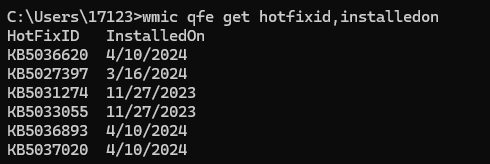 C:\Users\17123>wmic qfe get hotfixid,installedon
HotFixID InstalledOn
KB5036620 4/10/2024
KB5027397 3/16/2024
KB5031274 11/27/2023
KB5033055 11/27/2023
KB5036893 4/10/2024
KB5037020 4/10/2024